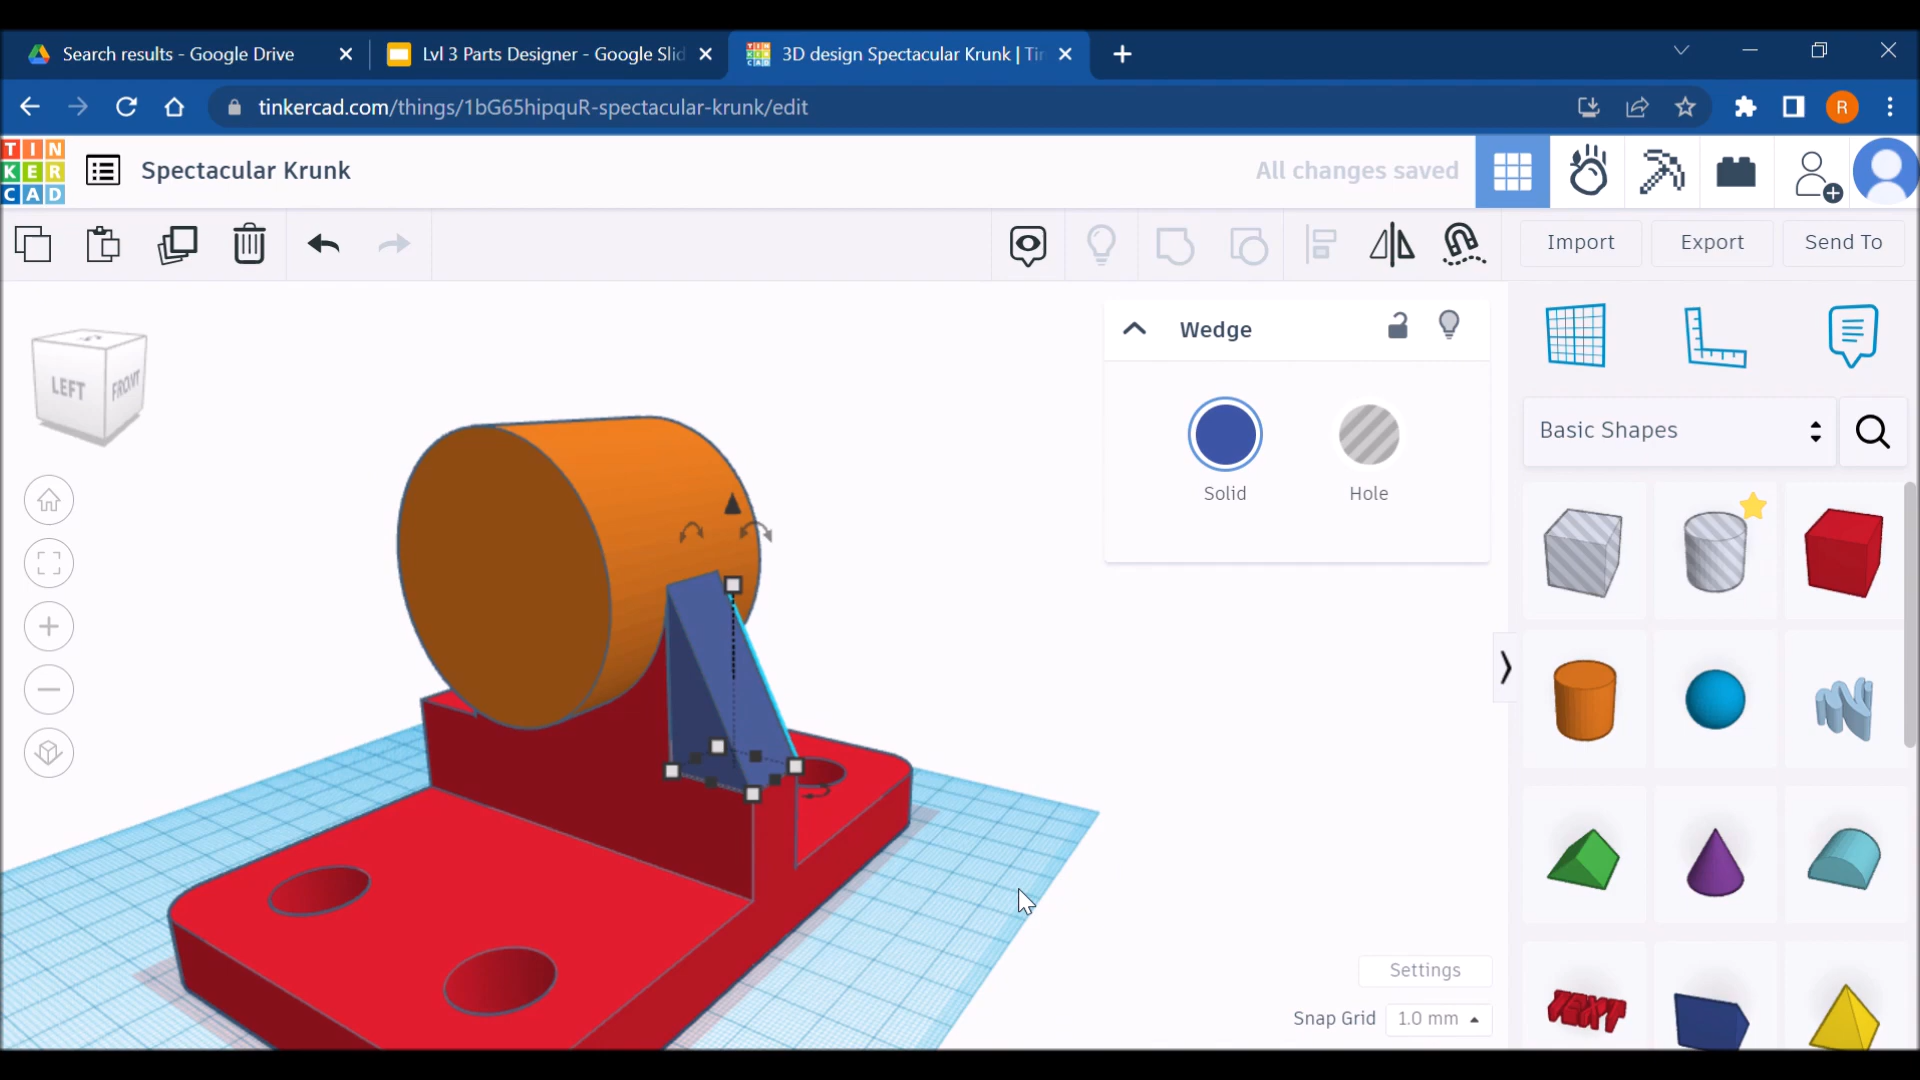 Search results - Google Drive
Lvl 3 Parts Designer - Google Slid
3D design Spectacular Krunk | Tin
tinkercad.com/things/1bG65hipquR-spectacular-krunk/edit
R
TIN
KER
CAD
Spectacular Krunk
All changes saved
Import
Export
Send To
LEFT
FRONT
Wedge
Solid
Hole
Basic Shapes
TEXT
Settings
Snap Grid
1.0 mm